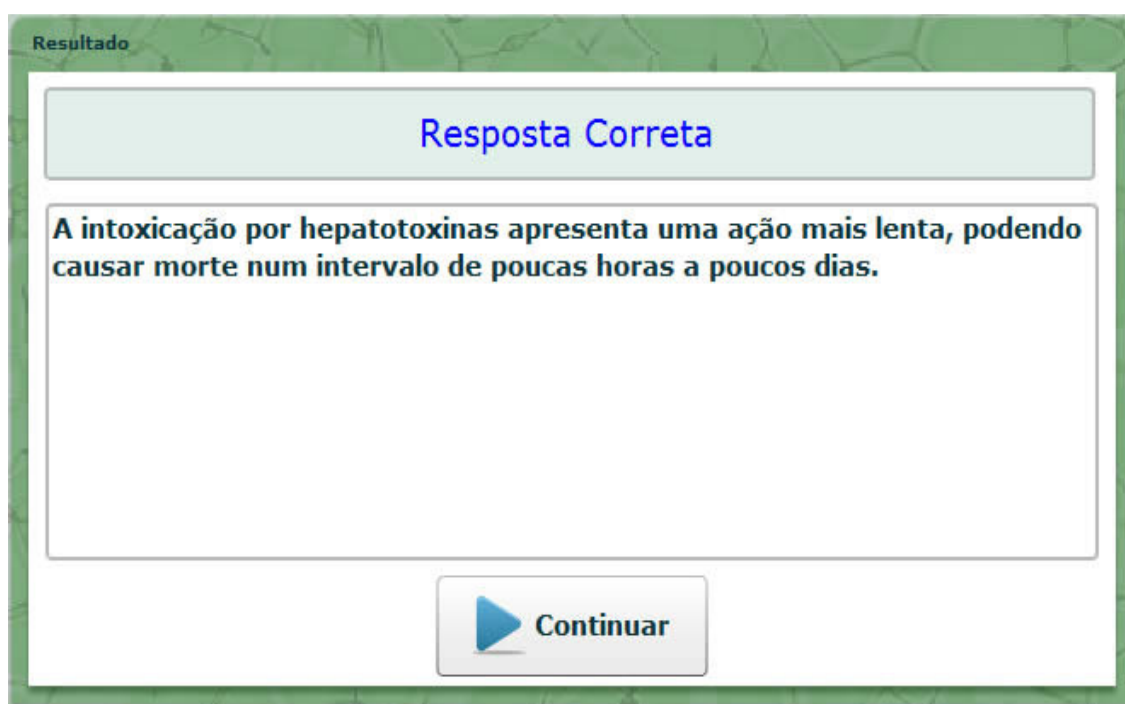 Resultado
Resposta Correta
A intoxicação por hepatotoxinas apresenta uma ação mais lenta, podendo
causar morte num intervalo de poucas horas a poucos dias.
Continuar